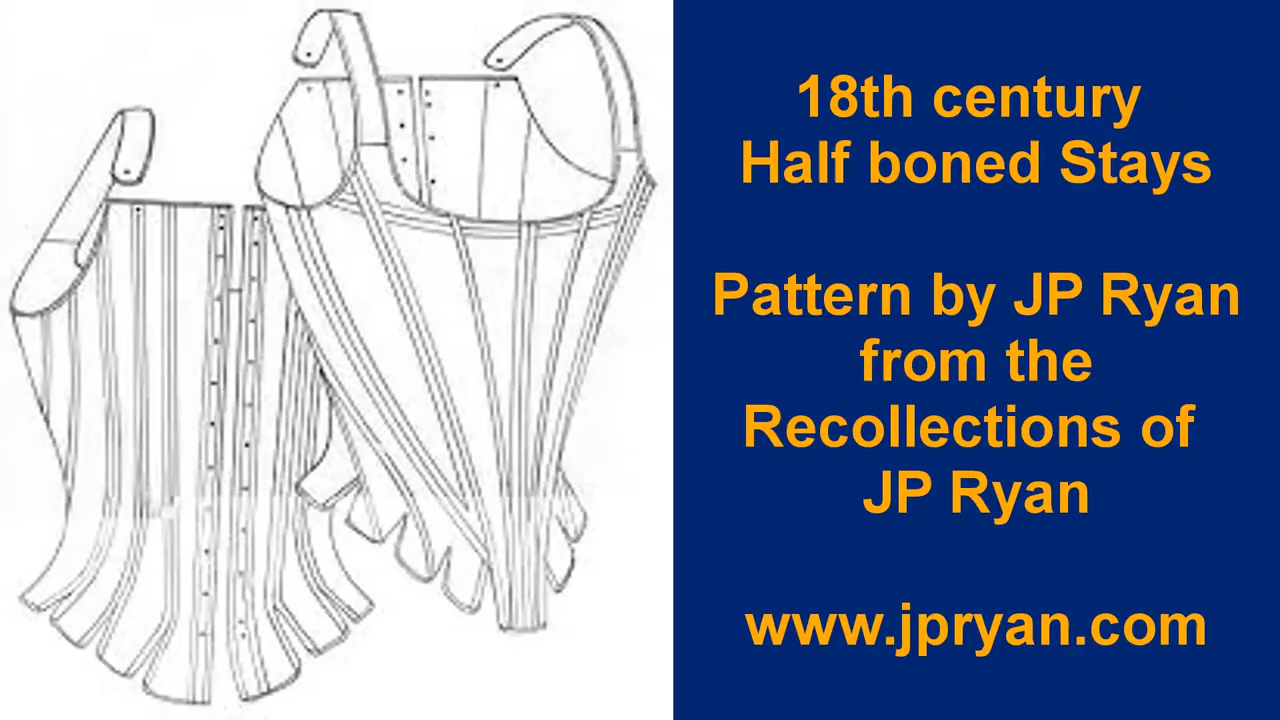 18th century
Half boned Stays
Pattern by JP Ryan
from the
Recollections of
JP Ryan
www.jpryan.com